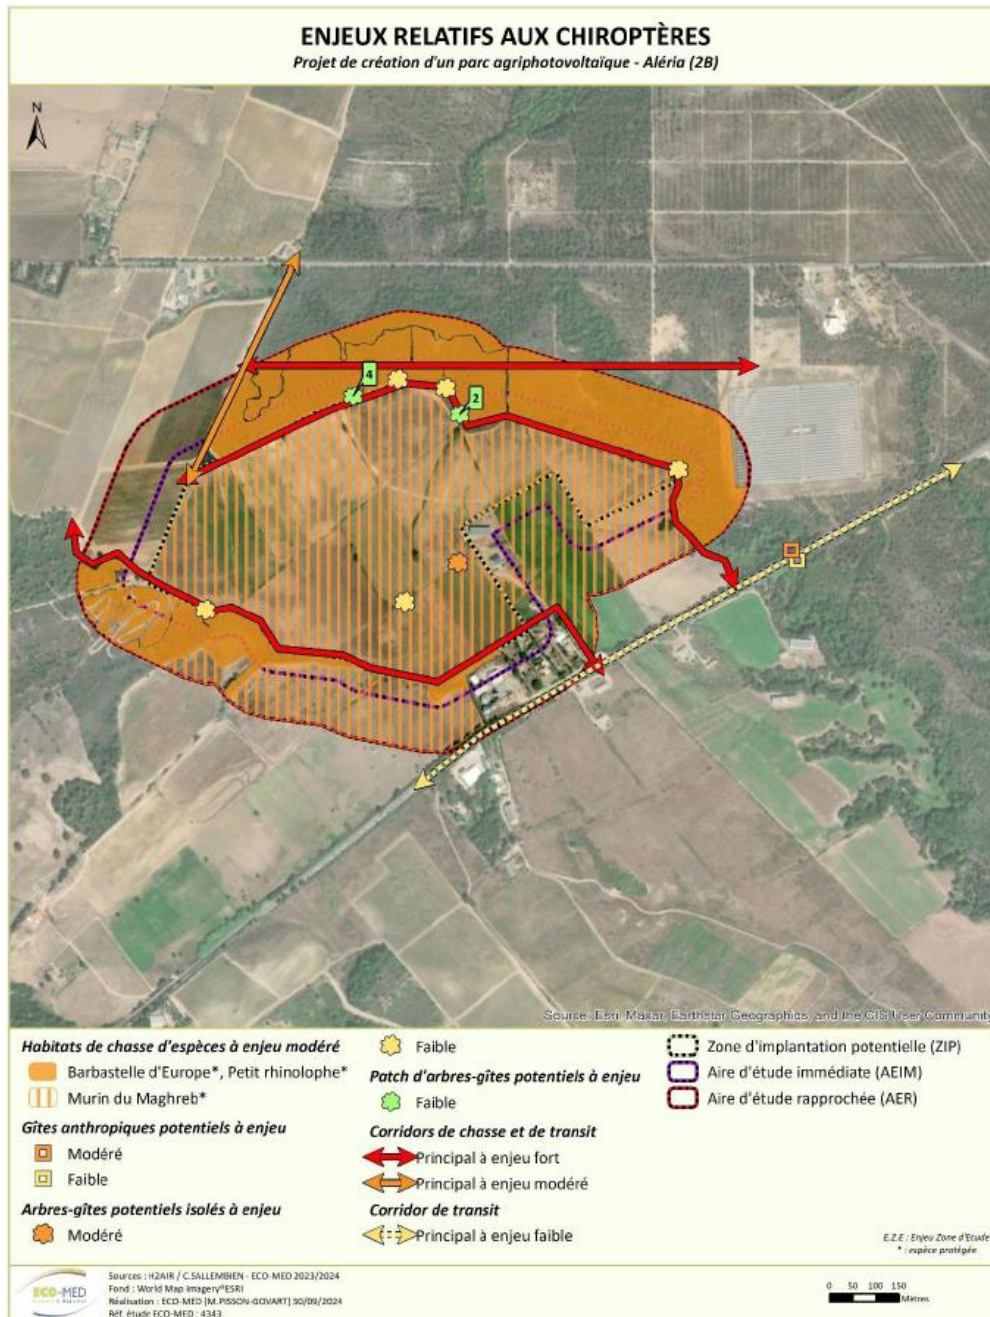 ENJEUX RELATIFS AUX CHIROPTÈRES
Projet de création d'un parc agriphotovoltaïque - Aléria (2B)
N
4
2
Source: Esri, Maxar, Earthstar Geographics, and the GIS User Community
Habitats de chasse d'espèces à enjeu modéré
Barbastelle d'Europe*, Petit rhinolophe*
Murin du Maghreb*
Gîtes anthropiques potentiels à enjeu
Modéré
Faible
Arbres-gîtes potentiels isolés à enjeu
Modéré
Faible
Patch d'arbres-gîtes potentiels à enjeu
Faible
Corridors de chasse et de transit
Principal à enjeu fort
Principal à enjeu modéré
Corridor de transit
Principal à enjeu faible
Zone d'implantation potentielle (ZIP)
Aire d'étude immédiate (AEIM)
Aire d'étude rapprochée (AER)
E.Z.E : Enjeu Zone d'Etude
* : espèce protégée
ECO-MED
Sources : H2AIR / C.SALLEMBIEN - ECO-MED 2023/2024
Fond : World Map Imagery®ESRI
Réalisation : ECO-MED [M.PISSON-GOVART] 30/09/2024
Réf. étude ECO-MED : 4343
0 50 100 150
Mètres